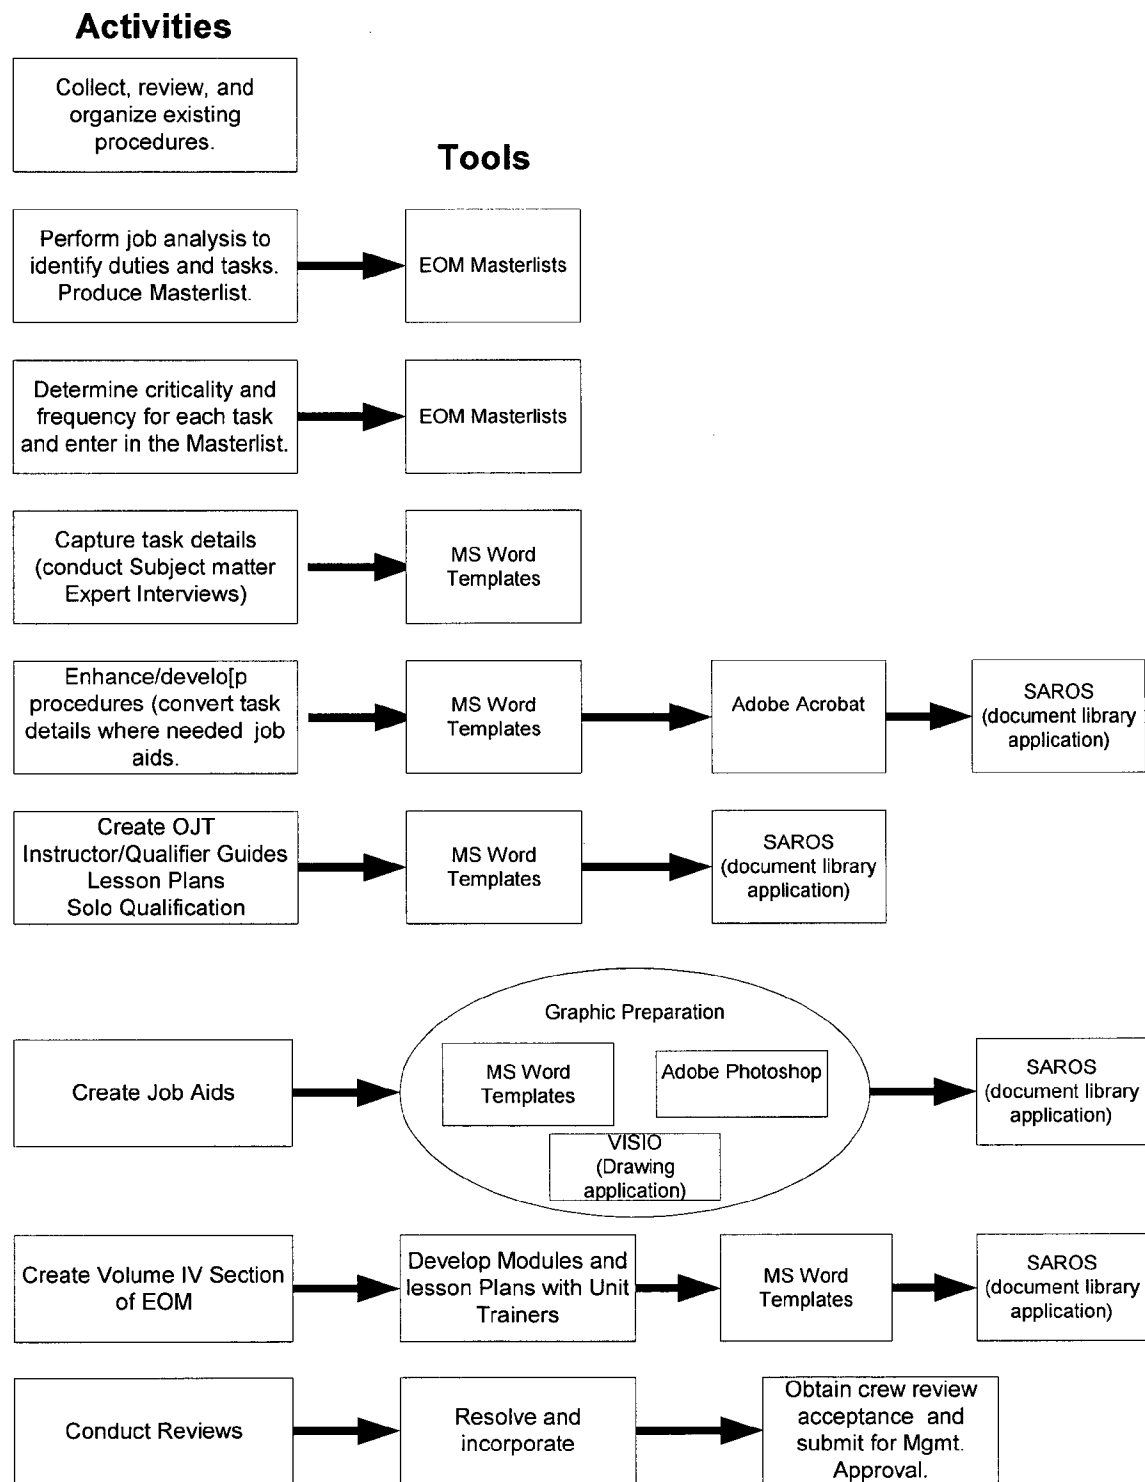 Activities
Collect, review, and
organize existing
procedures.
Tools
Perform job analysis to
identify duties and tasks.
Produce Masterlist.
EOM Masterlists
Determine criticality and
frequency for each task
and enter in the Masterlist.
EOM Masterlists
Capture task details
(conduct Subject matter
Expert Interviews)
MS Word
Templates
Enhance/develo[p
procedures (convert task
details where needed job
aids.
MS Word
Templates
Adobe Acrobat
SAROS
(document library
application)
Create OJT
Instructor/Qualifier Guides
Lesson Plans
Solo Qualification
MS Word
Templates
SAROS
(document library
application)
Create Job Aids
Graphic Preparation
MS Word
Templates
Adobe Photoshop
VISIO
(Drawing
application)
SAROS
(document library
application)
Create Volume IV Section
of EOM
Develop Modules and
lesson Plans with Unit
Trainers
MS Word
Templates
SAROS
(document library
application)
Conduct Reviews
Resolve and
incorporate
Obtain crew review
acceptance and
submit for Mgmt.
Approval.